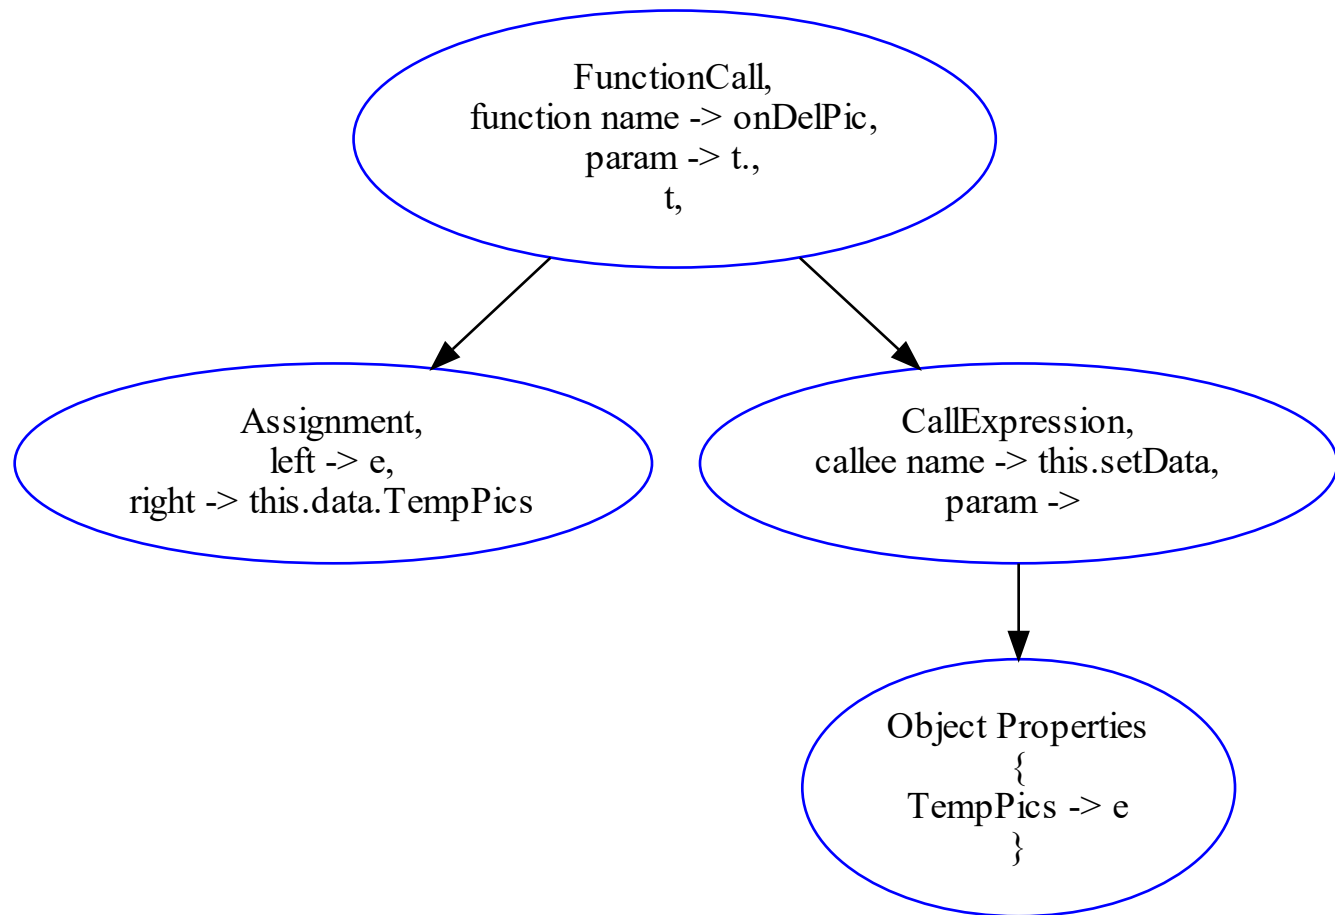 FunctionCall,
function name -> onDelPic,
param -> t.,
t,
Assignment,
left -> e,
right -> this.data.TempPics
CallExpression,
callee name -> this.setData,
param ->
Object Properties
{
TempPics -> e
}